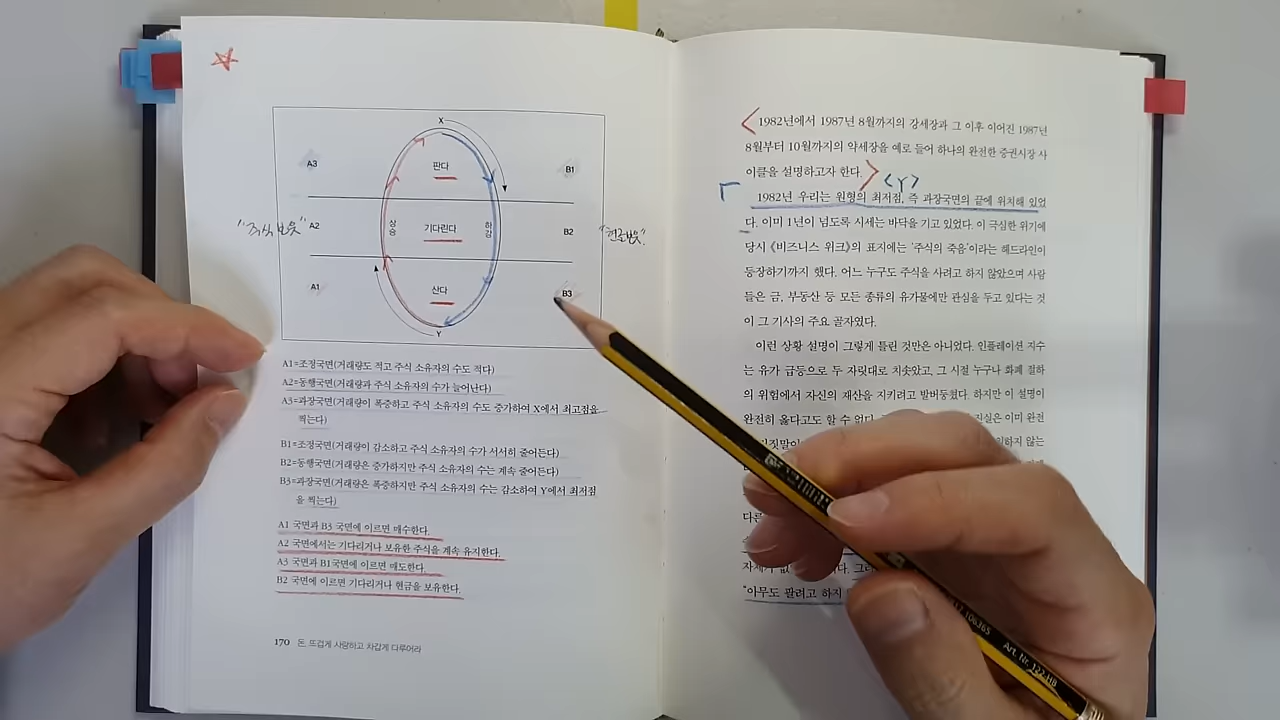 X
A3
판다
B1
"주식 보유"
A2
상승
기다린다
하강
B2
A1
산다
B3
Y
A1=조정국면(거래량도 적고 주식 소유자의 수도 적다)
A2=동행국면(거래량과 주식 소유자의 수가 늘어난다)
A3=과장국면(거래량이 폭증하고 주식 소유자의 수도 증가하여 X에서 최고점을
찍는다)
B1=조정국면(거래량이 감소하고 주식 소유자의 수가 서서히 줄어든다)
B2=동행국면(거래량은 증가하지만 주식 소유자의 수는 계속 줄어든다)
B3=과장국면(거래량은 폭증하지만 주식 소유자의 수는 감소하여 Y에서 최저점
을 찍는다)
A1 국면과 B3 국면에 이르면 매수한다.
A2 국면에서는 기다리거나 보유한 주식을 계속 유지한다.
A3 국면과 B1국면에 이르면 매도한다.
B2 국면에 이르면 기다리거나 현금을 보유한다.
170 돈, 뜨겁게 사랑하고 차갑게 다루어라
1982년에서 1987년 8월까지의 강세장과 그 이후 이어진 1987년
8월부터 10월까지의 약세장을 예로 들어 하나의 완전한 증권시장 사
이클을 설명하고자 한다.
<Y>
1982년 우리는 원형의 최저점, 즉 과장국면의 끝에 위치해 있었
다. 이미 1년이 넘도록 시세는 바닥을 기고 있었다. 이 극심한 위기에
당시 《비즈니스 위크》의 표지에는 '주식의 죽음'이라는 헤드라인이
등장하기까지 했다. 어느 누구도 주식을 사려고 하지 않았으며 사람
들은 금, 부동산 등 모든 종류의 유가물에만 관심을 두고 있다는 것
이 그 기사의 주요 골자였다.
이런 상황 설명이 그렇게 틀린 것만은 아니었다. 인플레이션 지수
는 유가 급등으로 두 자릿대로 치솟았고, 그 시절 누구나 화폐 절하
의 위험에서 자신의 재산을 지키려고 발버둥쳤다. 하지만 이 설명이
완전히 옳다고도 할 수 없다.
진실은 이미 완전
하지 않는
"아무도 팔려고 하지
Art. Nr. 122-HB